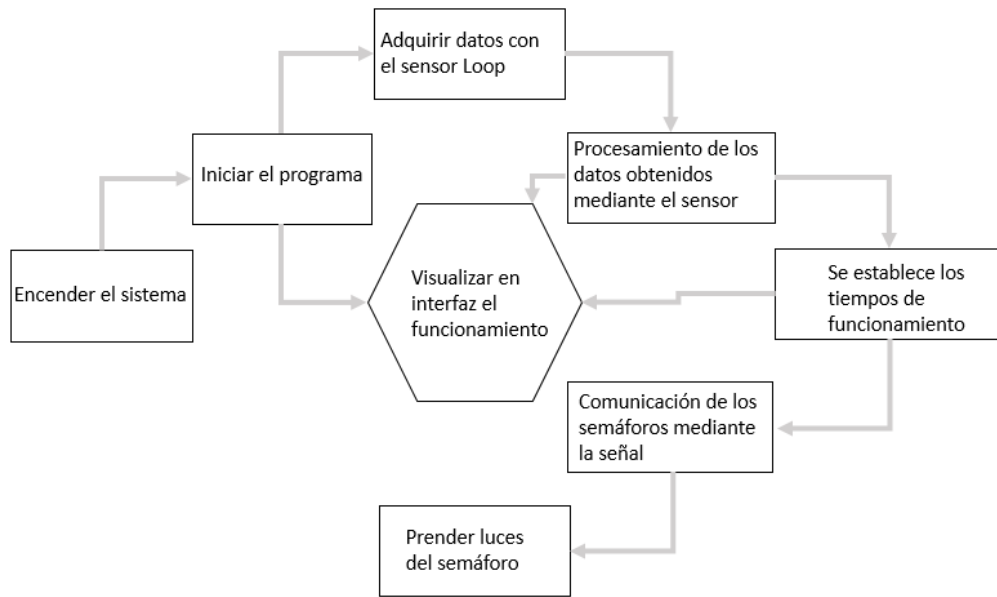 Adquirir datos con
el sensor Loop
Iniciar el programa
Procesamiento de los
datos obtenidos
mediante el sensor
Encender el sistema
Visualizar en
interfaz el
funcionamiento
Se establece los
tiempos de
funcionamiento
Comunicación de los
semáforos mediante
la señal
Prender luces
del semáforo